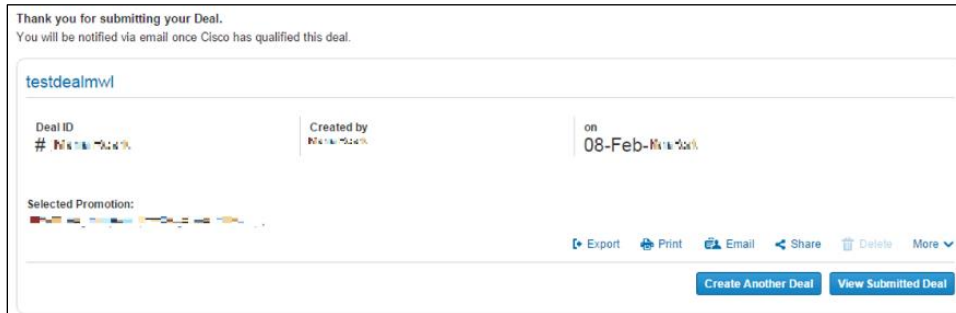 Thank you for submitting your Deal.
You will be notified via email once Cisco has qualified this deal.
testdealmwl
Deal ID Created by on
# 08-Feb-
Selected Promotion:
Export Print Email Share Delete More
Create Another Deal View Submitted Deal